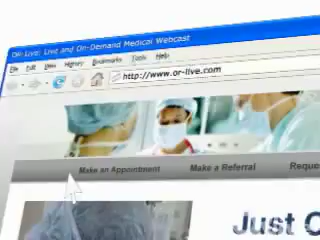 OR-Live: Live and On-Demand Medical Webcast
File Edit View History Bookmarks Tools Help
http://www.or-live.com
Make an Appointment Make a Referral Reque
Just